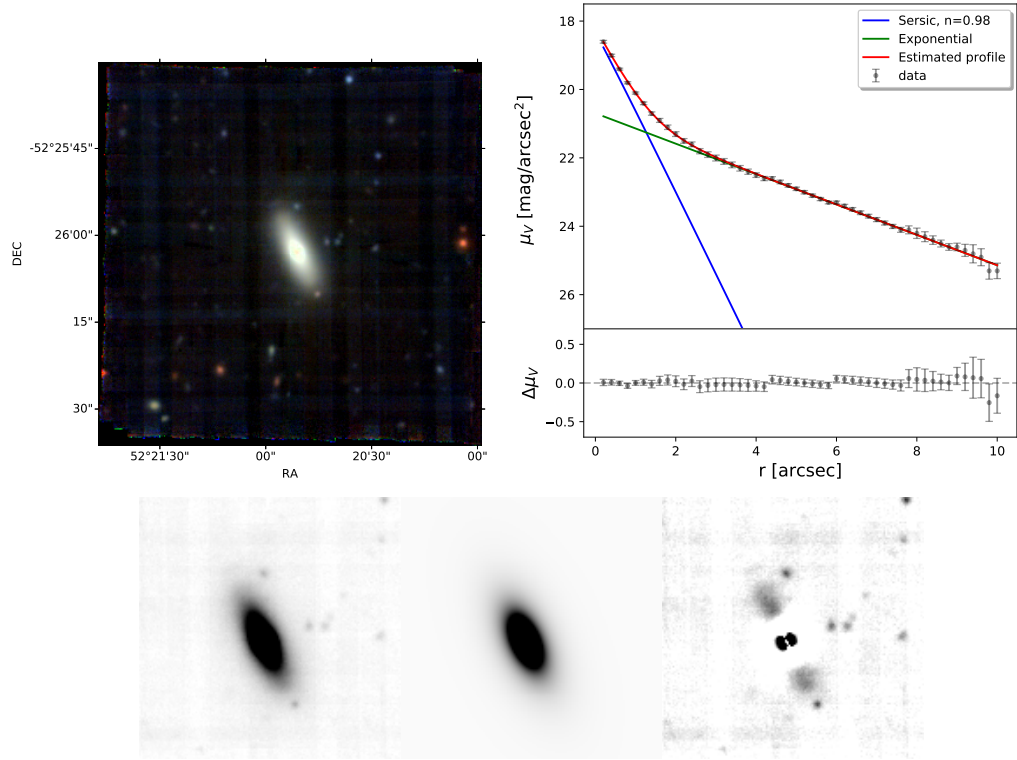 -52°25'45"
26'00"
15"
30"
DEC
52°21'30"
00"
20'30"
00"
RA
18
20
22
24
26
μV [mag/arcsec²]
Sersic, n=0.98
Exponential
Estimated profile
data
0.5
0.0
−0.5
ΔμV
0
2
4
6
8
10
r [arcsec]